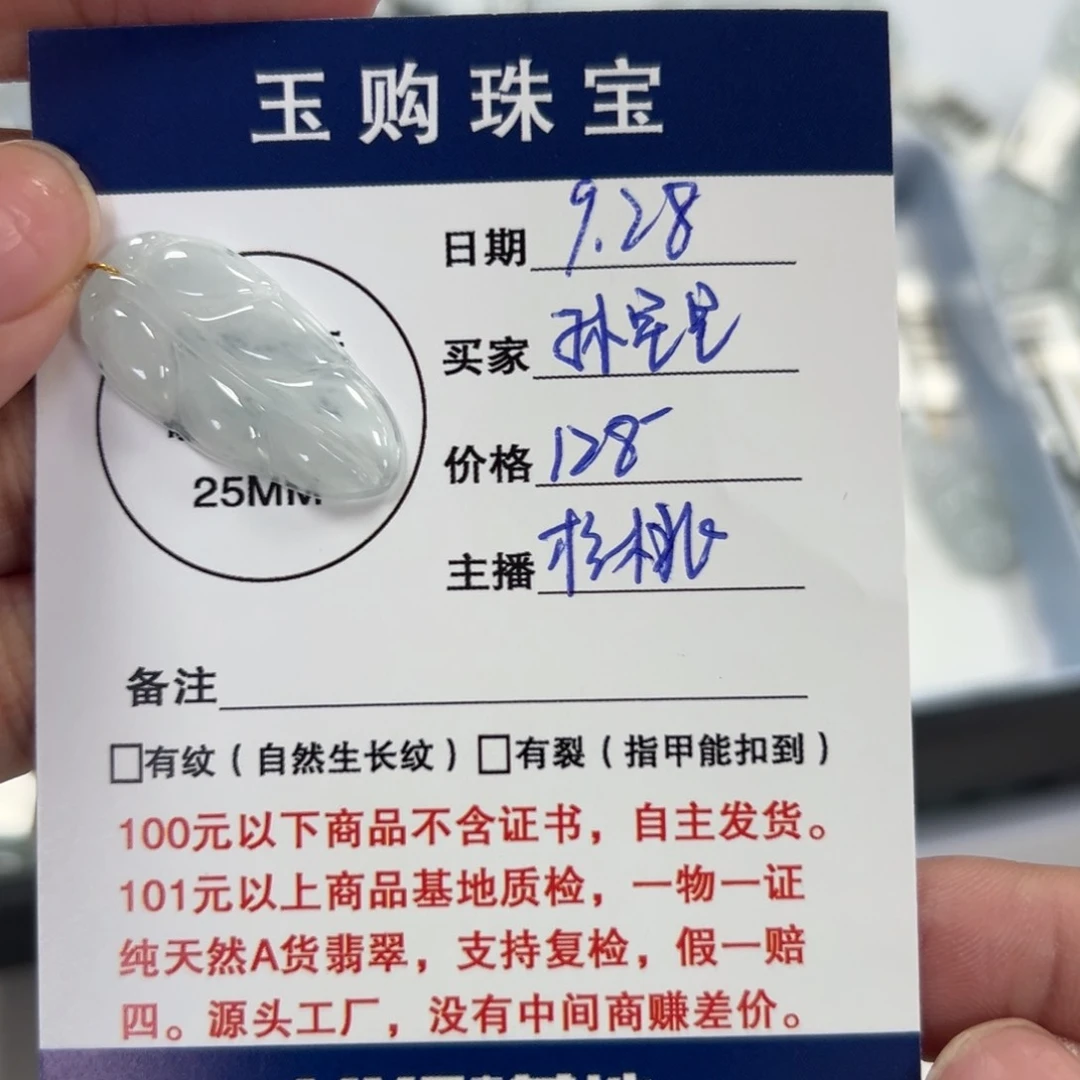 玉购珠宝
日期 9.28
买家 孙
价格 128
主播 杉桃
25MM
备注
□有纹（自然生长纹）□有裂（指甲能扣到）
100元以下商品不含证书，自主发货。
101元以上商品基地质检，一物一证
纯天然A货翡翠，支持复检，假一赔
四。源头工厂，没有中间商赚差价。